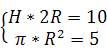 H * 2R = 10
π * R² = 5